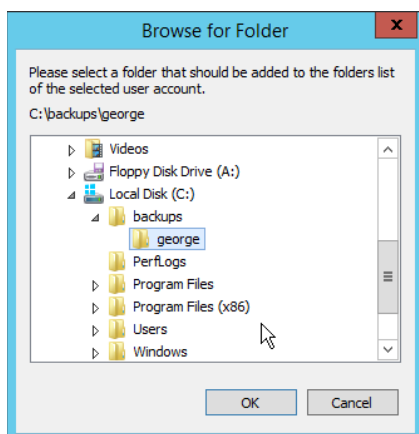 Browse for Folder
x
Please select a folder that should be added to the folders list
of the selected user account.
C:\backups\george
Videos
Floppy Disk Drive (A:)
Local Disk (C:)
backups
george
PerfLogs
Program Files
Program Files (x86)
Users
Windows
OK
Cancel